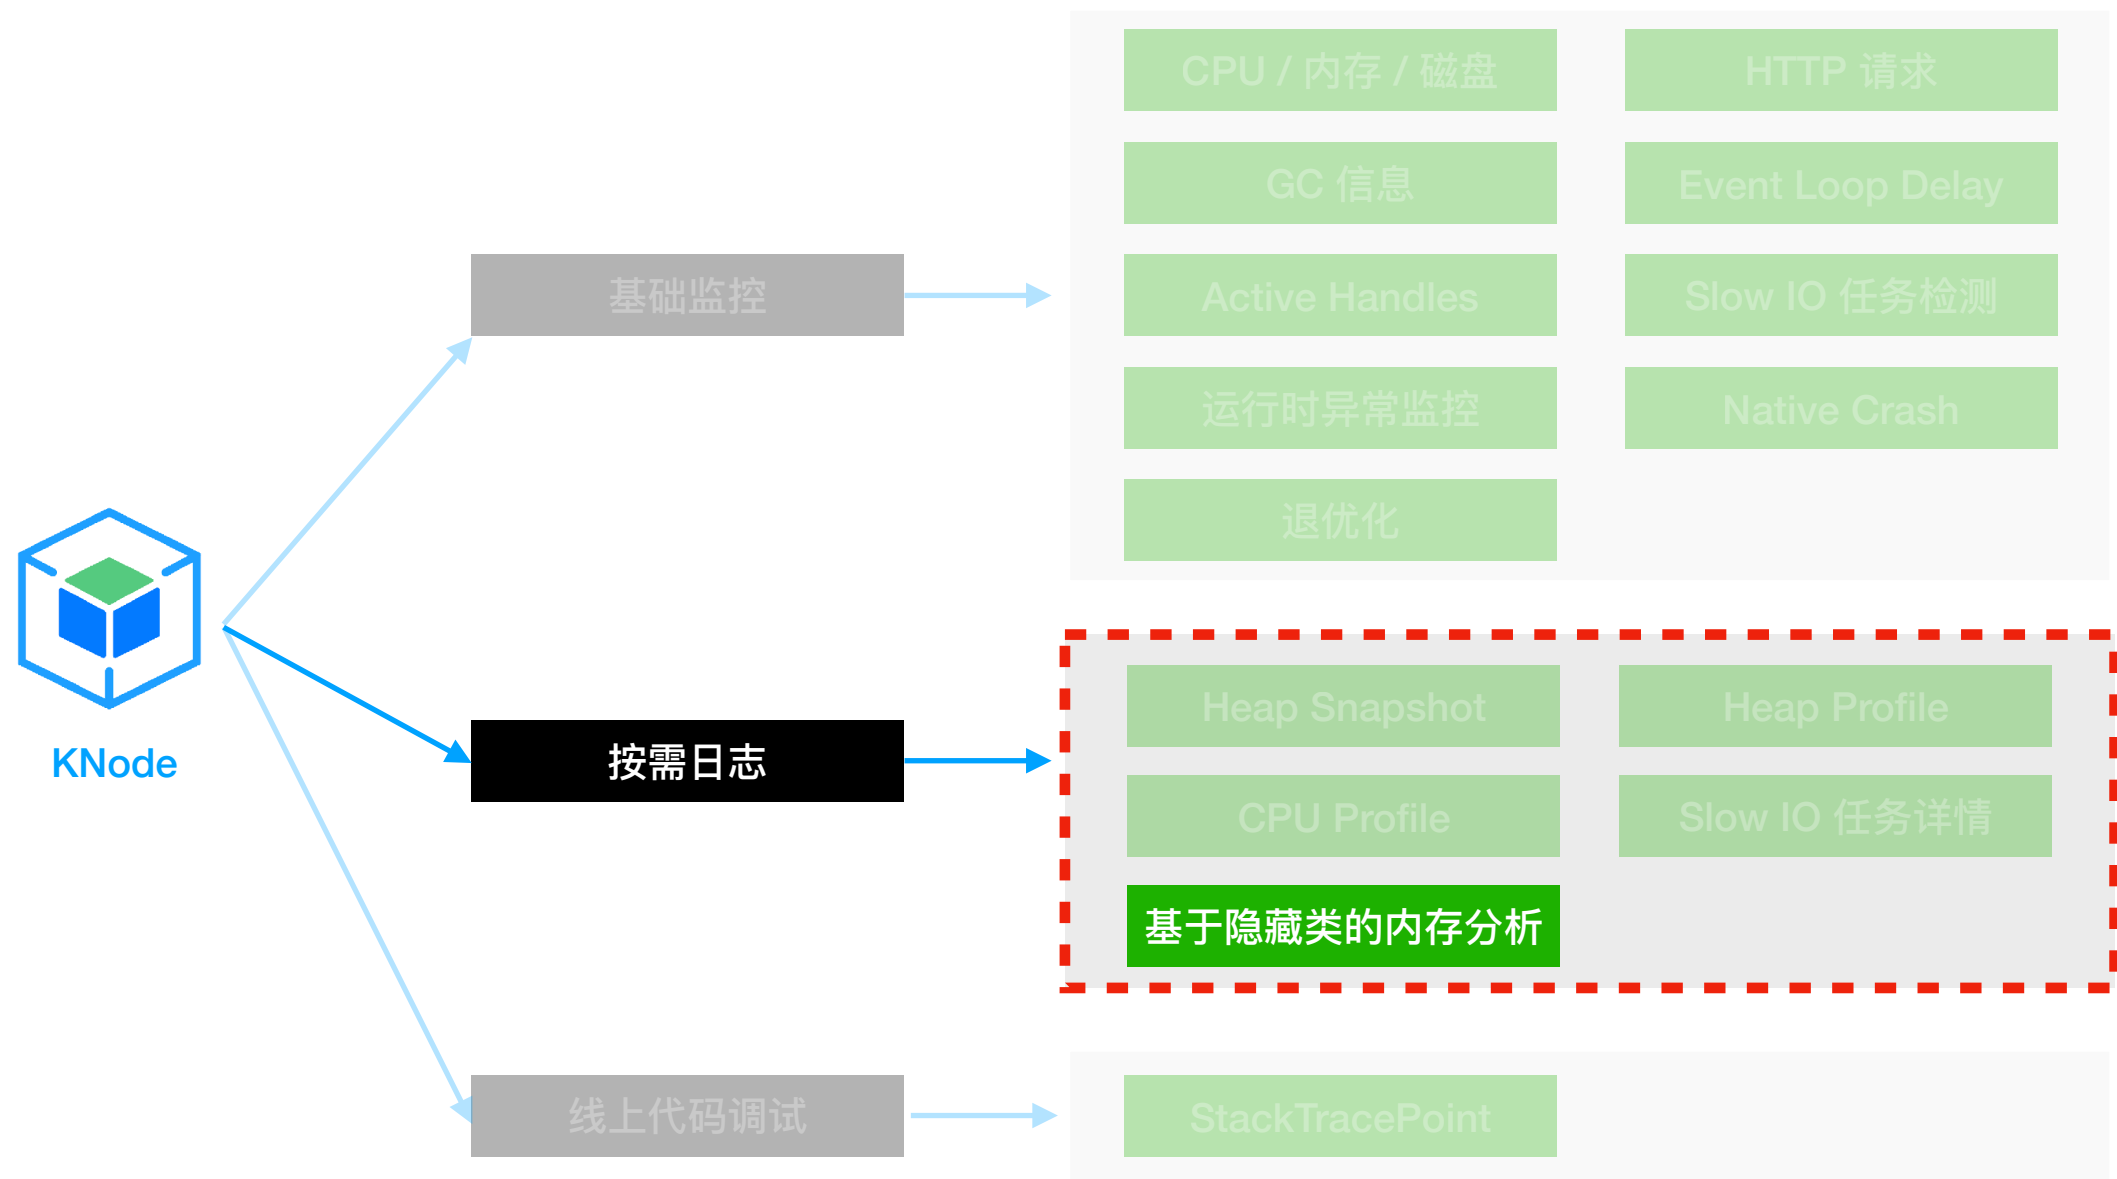 KNode
基础监控
CPU / 内存 / 磁盘
HTTP 请求
GC 信息
Event Loop Delay
Active Handles
Slow IO 任务检测
运行时异常监控
Native Crash
退优化
按需日志
Heap Snapshot
Heap Profile
CPU Profile
Slow IO 任务详情
基于隐藏类的内存分析
线上代码调试
StackTracePoint